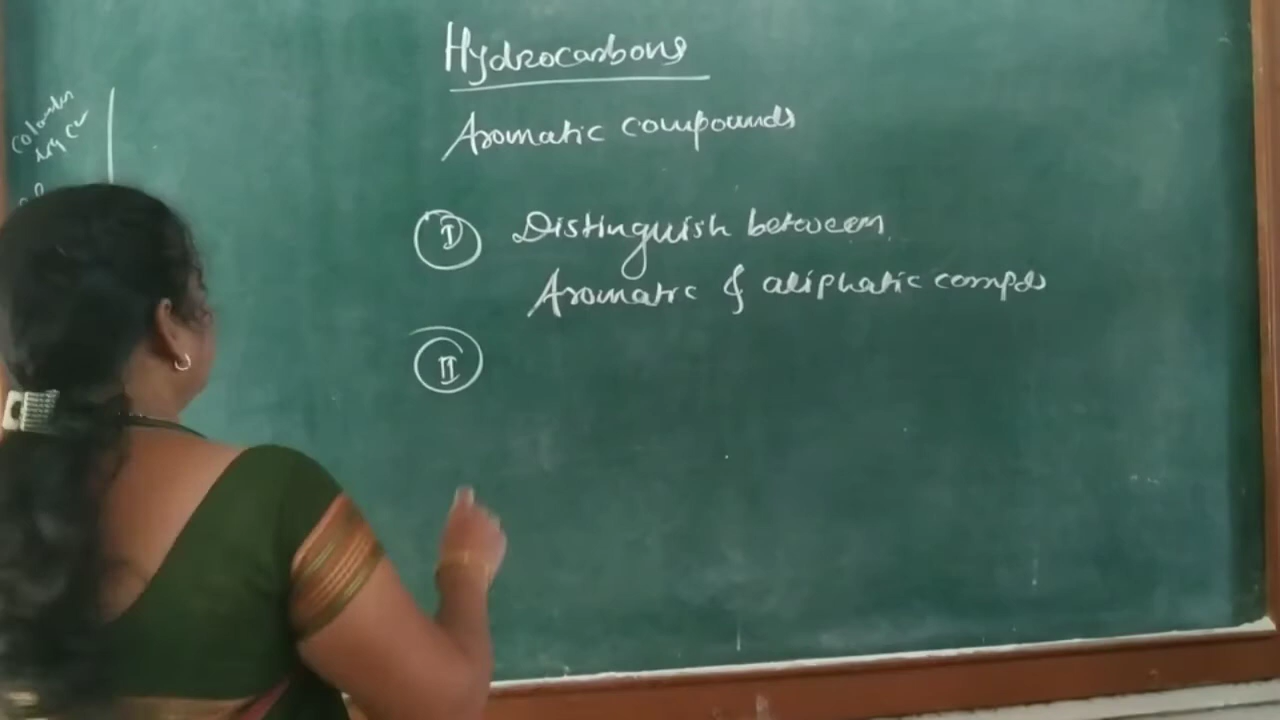 Hydrocarbons
Aromatic compounds
I Distinguish between
Aromatic & aliphatic compds
II